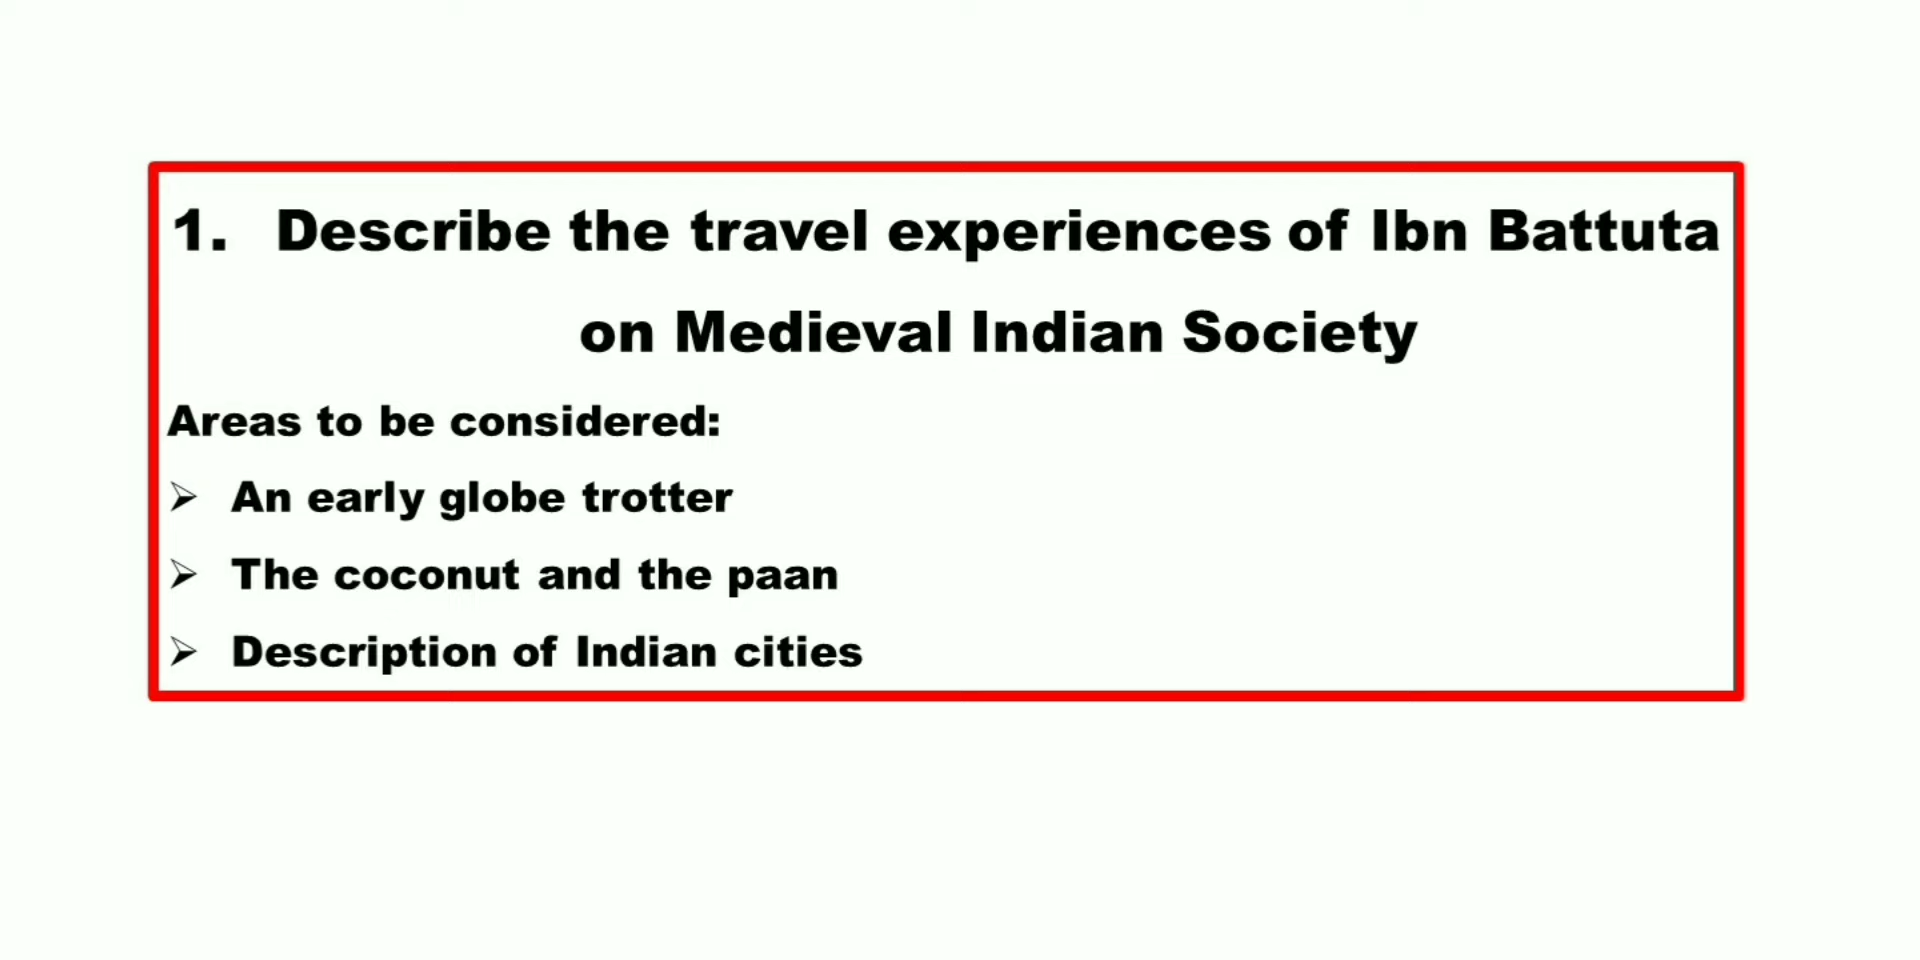 1. Describe the travel experiences of Ibn Battuta
on Medieval Indian Society
Areas to be considered:
➢ An early globe trotter
➢ The coconut and the paan
➢ Description of Indian cities